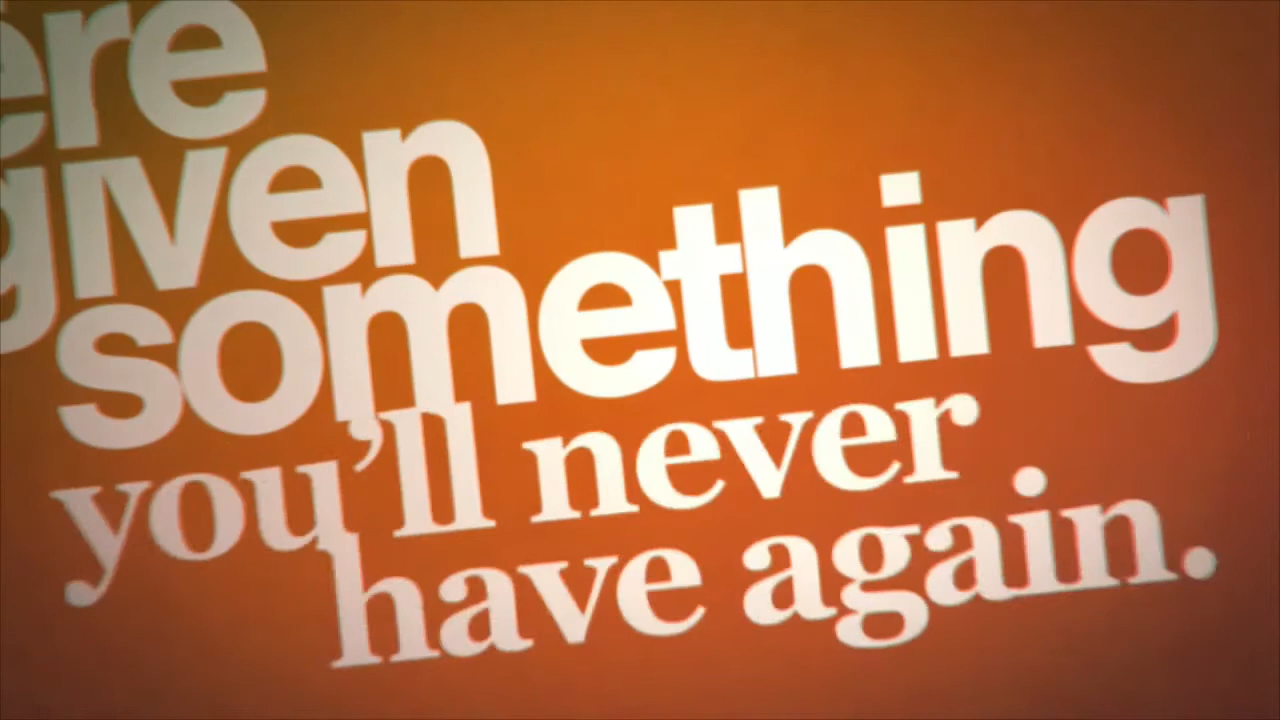 ere
given
something
you'll never
have again.